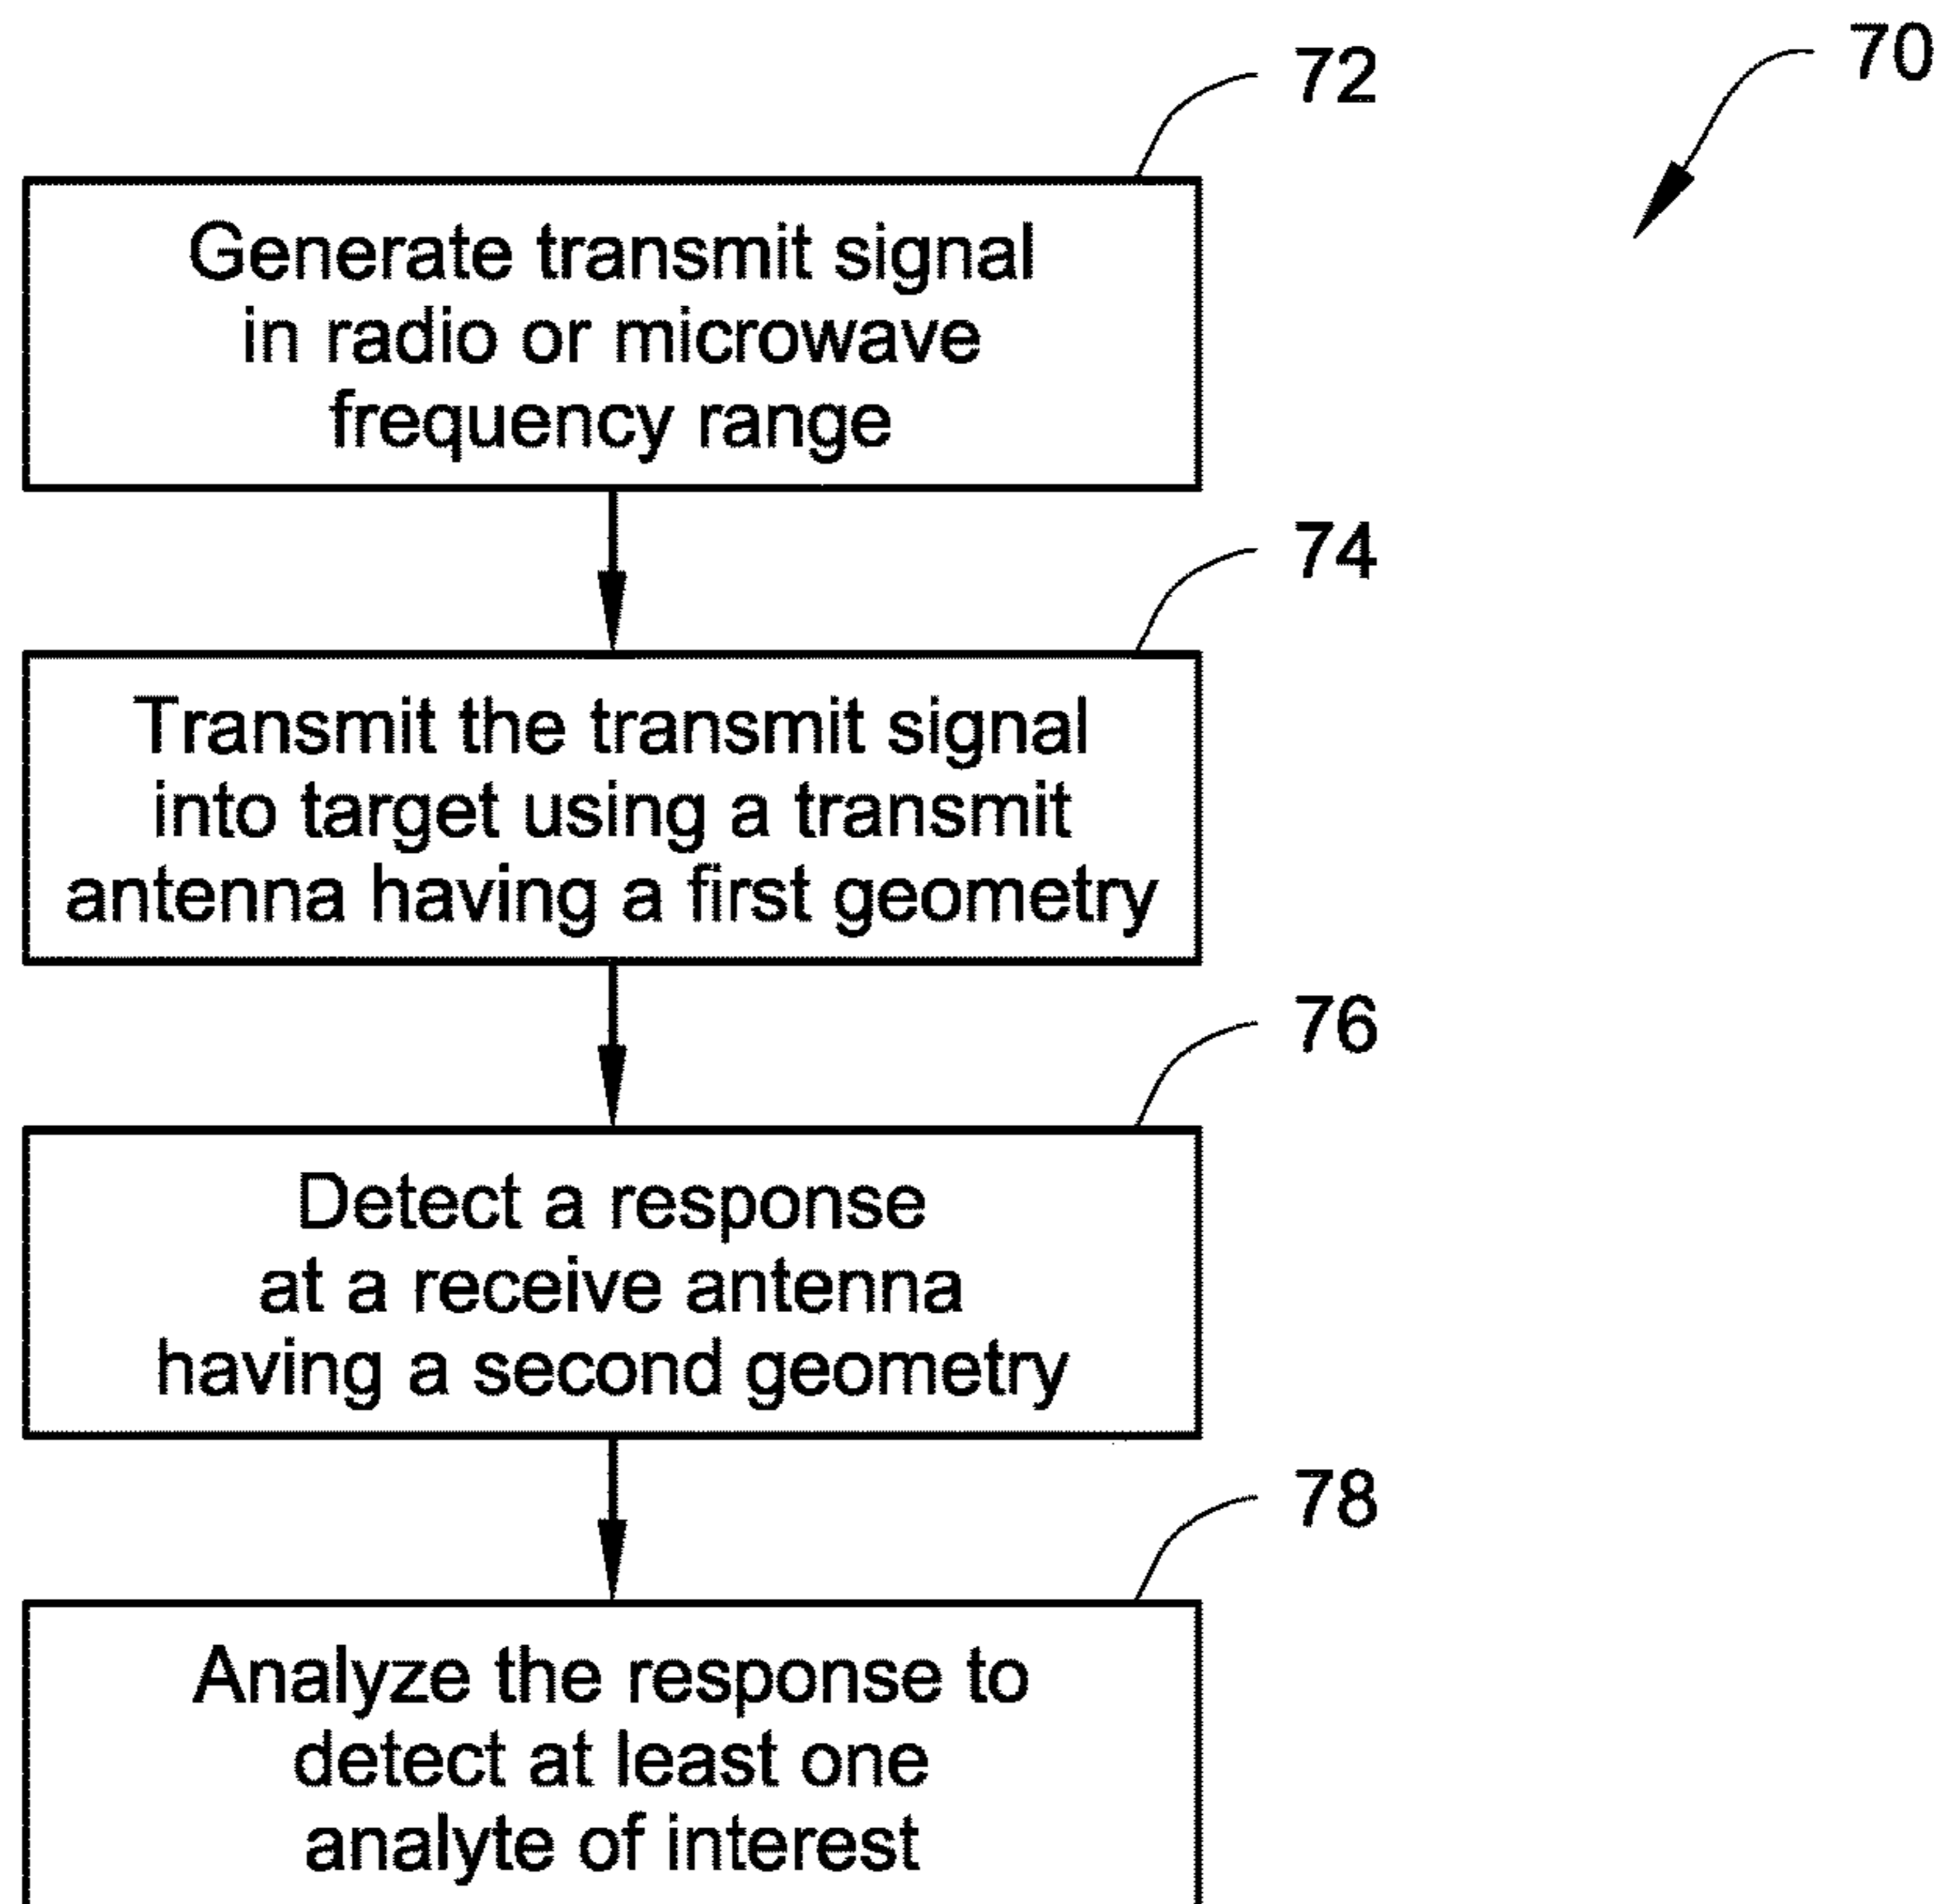 70
72
Generate transmit signal
in radio or microwave
frequency range
74
Transmit the transmit signal
into target using a transmit
antenna having a first geometry
76
Detect a response
at a receive antenna
having a second geometry
78
Analyze the response to
detect at least one
analyte of interest